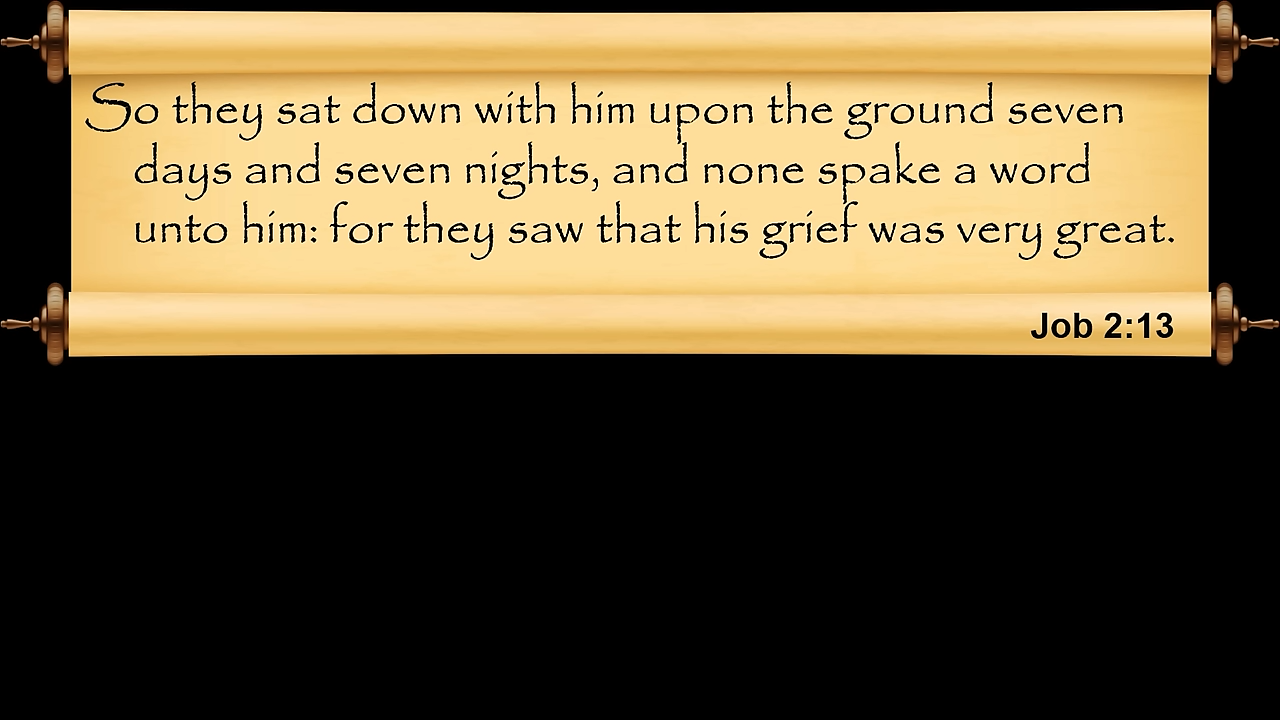 So they sat down with him upon the ground seven
days and seven nights, and none spake a word
unto him: for they saw that his grief was very great.
Job 2:13